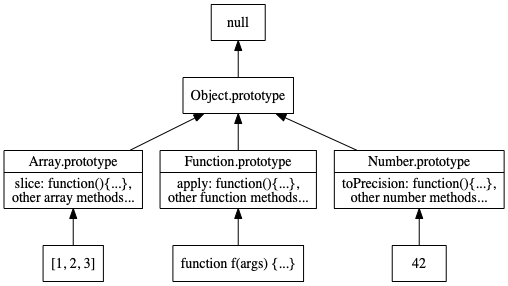 null
Object.prototype
Array.prototype
slice: function(){...},
other array methods...
Function.prototype
apply: function(){...},
other function methods...
Number.prototype
toPrecision: function(){...},
other number methods...
[1, 2, 3]
function f(args) {...}
42